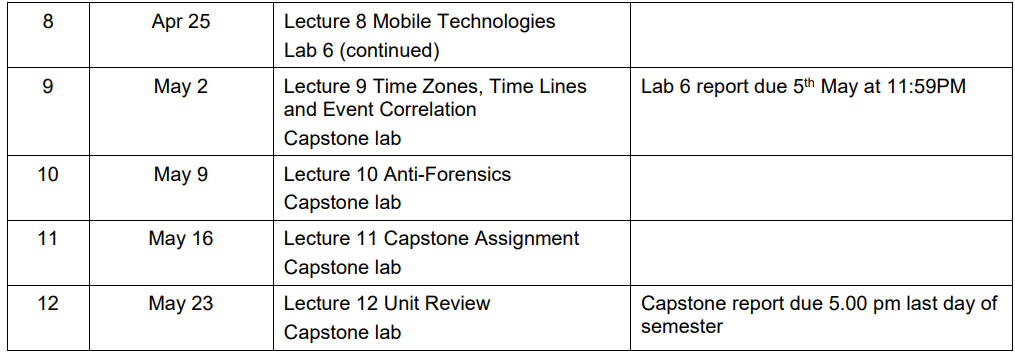 8 Apr 25 Lecture 8 Mobile Technologies
Lab 6 (continued)
9 May 2 Lecture 9 Time Zones, Time Lines Lab 6 report due 5th May at 11:59PM
and Event Correlation
Capstone lab
10 May 9 Lecture 10 Anti-Forensics
Capstone lab
11 May 16 Lecture 11 Capstone Assignment
Capstone lab
12 May 23 Lecture 12 Unit Review Capstone report due 5.00 pm last day of
Capstone lab semester